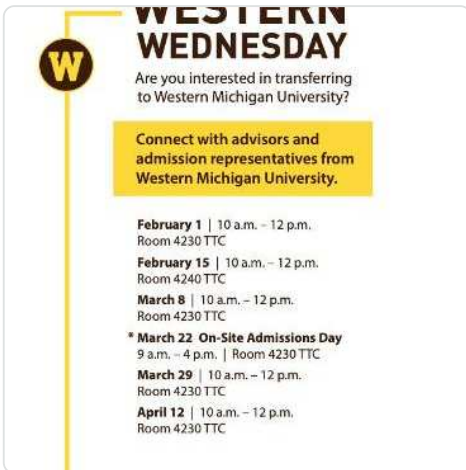 WESTERN
WEDNESDAY
W
Are you interested in transferring
to Western Michigan University?
Connect with advisors and
admission representatives from
Western Michigan University.
February 1 | 10 a.m. – 12 p.m.
Room 4230 TTC
February 15 | 10 a.m. – 12 p.m.
Room 4240 TTC
March 8 | 10 a.m. – 12 p.m.
Room 4230 TTC
* March 22 On-Site Admissions Day
9 a.m. – 4 p.m. | Room 4230 TTC
March 29 | 10 a.m. – 12 p.m.
Room 4230 TTC
April 12 | 10 a.m. – 12 p.m.
Room 4230 TTC